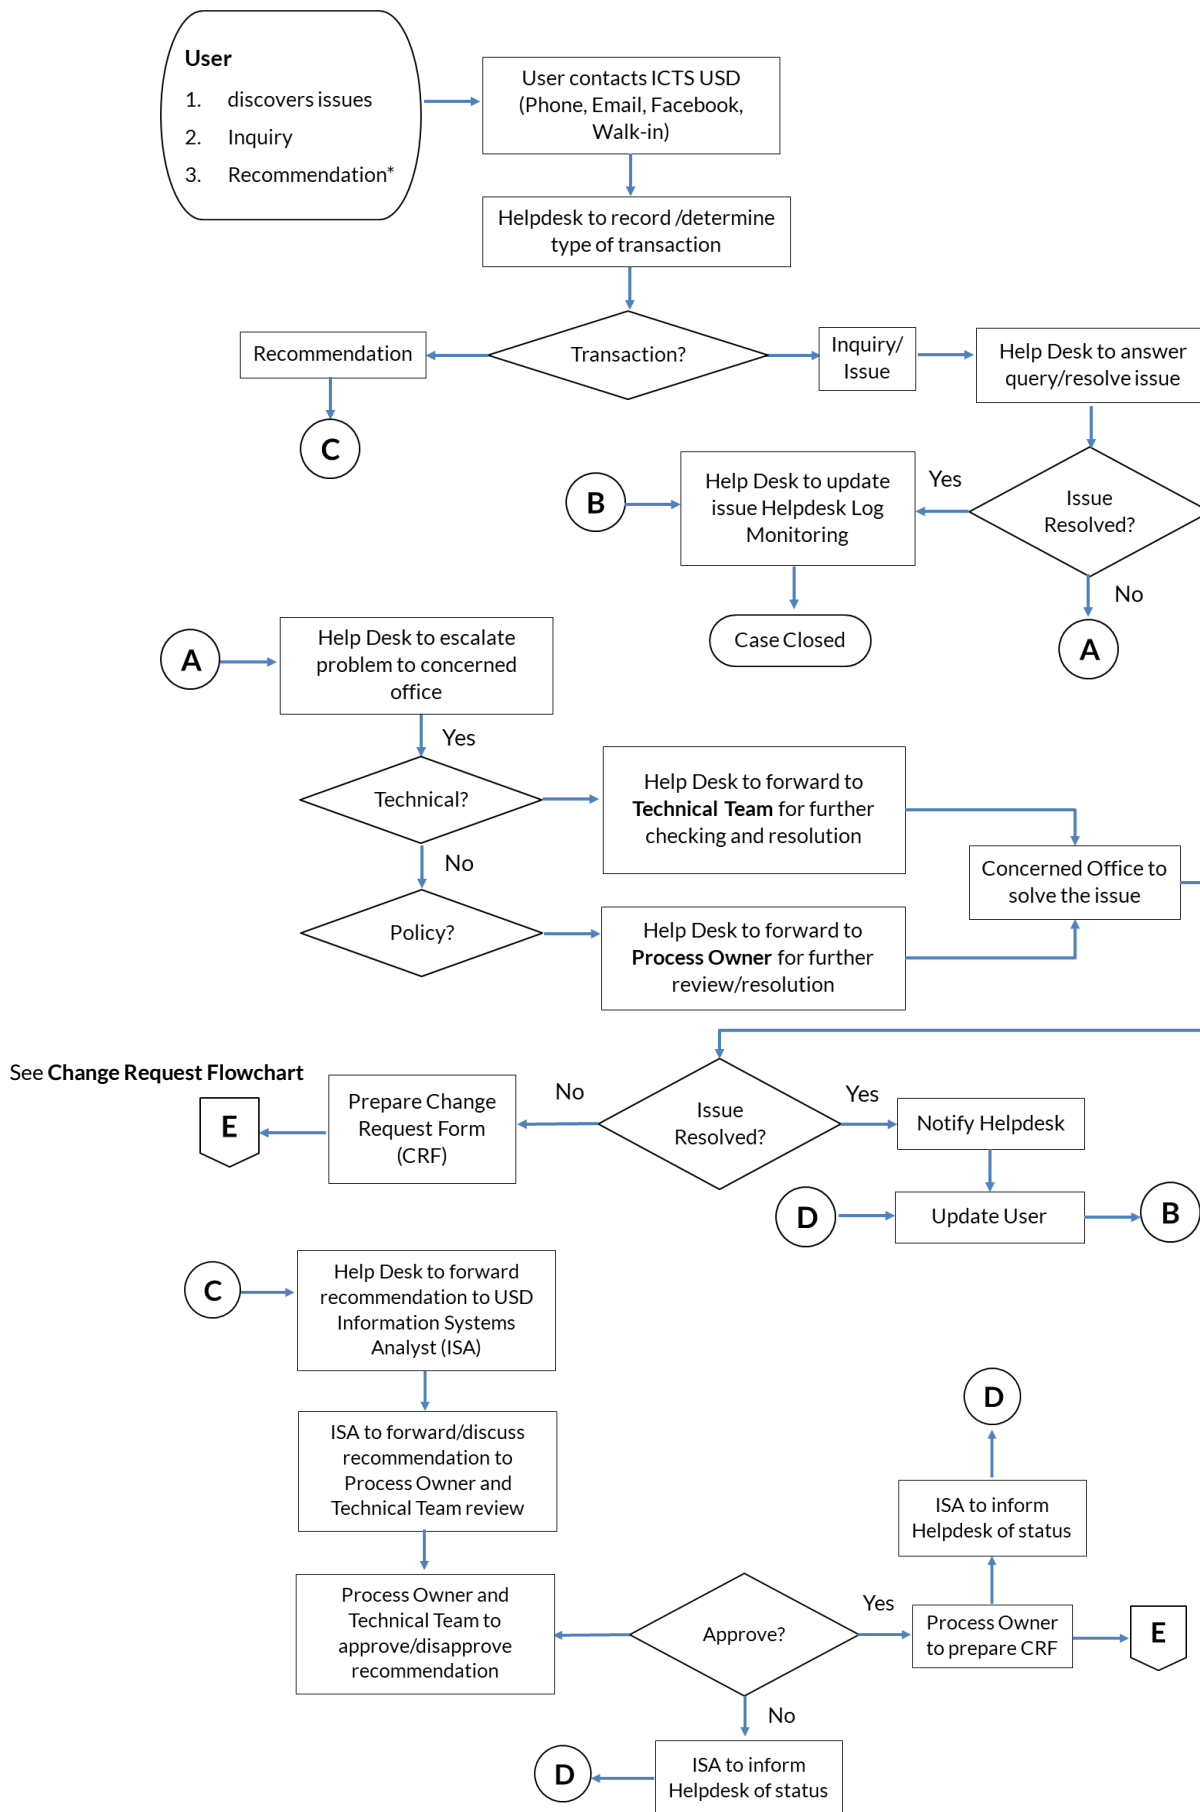 User
1. discovers issues
2. Inquiry
3. Recommendation*
User contacts ICTS USD
(Phone, Email, Facebook,
Walk-in)
Helpdesk to record /determine
type of transaction
Recommendation
Transaction?
Inquiry/
Issue
Help Desk to answer
query/resolve issue
C
B
Help Desk to update
issue Helpdesk Log
Monitoring
Yes
Issue
Resolved?
No
Case Closed
A
A
Help Desk to escalate
problem to concerned
office
Yes
Technical?
Help Desk to forward to
Technical Team for further
checking and resolution
No
Concerned Office to
solve the issue
Policy?
Help Desk to forward to
Process Owner for further
review/resolution
See Change Request Flowchart
E
Prepare Change
Request Form
(CRF)
No
Issue
Resolved?
Yes
Notify Helpdesk
D
Update User
B
C
Help Desk to forward
recommendation to USD
Information Systems
Analyst (ISA)
ISA to forward/discuss
recommendation to
Process Owner and
Technical Team review
D
ISA to inform
Helpdesk of status
Process Owner and
Technical Team to
approve/disapprove
recommendation
Approve?
Yes
Process Owner
to prepare CRF
E
No
D
ISA to inform
Helpdesk of status